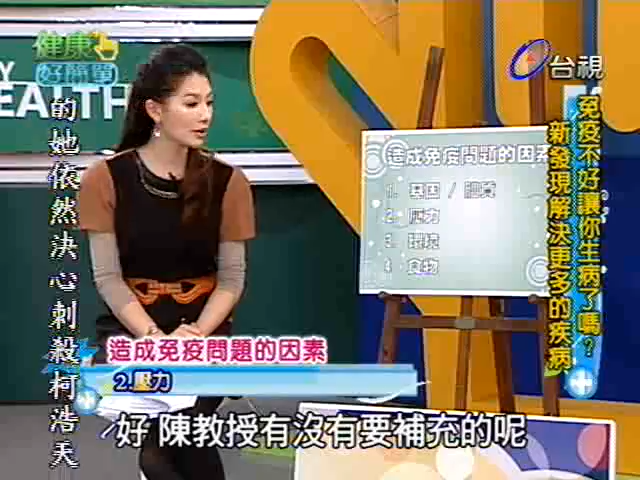 健康
好簡單
Y
EALTH
台視
的她依然決心刺殺柯浩天
免疫不好讓你生病了嗎?
新發現解決更多的疾病
造成免疫問題的因素
1. 基因 / 體質
2. 壓力
3. 環境
4. 食物
造成免疫問題的因素
2.壓力
好 陳教授有沒有要補充的呢